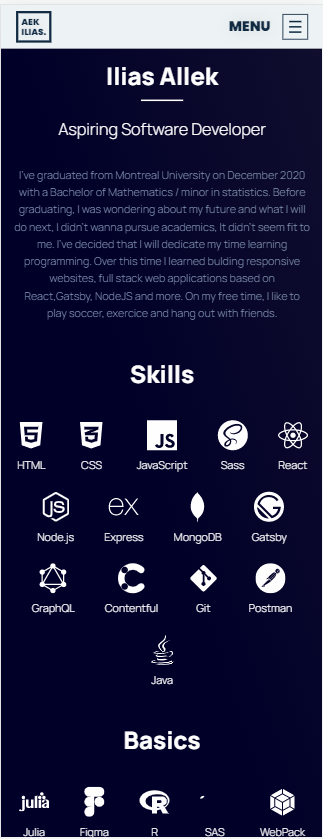 AEK
ILIAS.
MENU
Ilias Allek
Aspiring Software Developer
I've graduated from Montreal University on December 2020
with a Bachelor of Mathematics / minor in statistics. Before
graduating, I was wondering about my future and what I will
do next, I didn't wanna pursue academics, It didn't seem fit to
me. I've decided that I will dedicate my time learning
programming. Over this time I learned bulding responsive
websites, full stack web applications based on
React,Gatsby, NodeJS and more. On my free time, I like to
play soccer, exercice and hang out with friends.
Skills
5 3 JS
HTML CSS JavaScript Sass React
JS ex
Node.js Express MongoDB Gatsby
GraphQL Contentful Git Postman
Java
Basics
julia R
Julia Figma R SAS WebPack